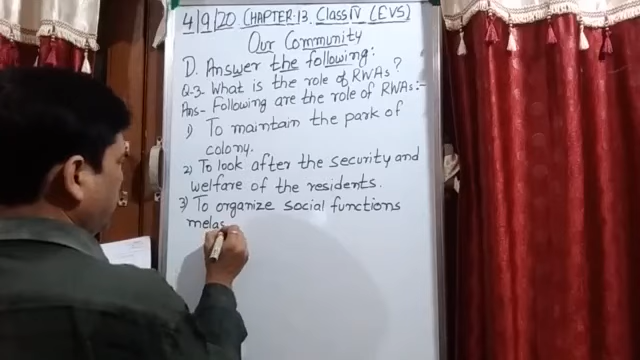 4/9/20 CHAPTER:13. Class IV (EVS)
Our Community
D. Answer the following:
Q.3- What is the role of RWAs?
Ans- Following are the role of RWAs:-
1) To maintain the park of
colony.
2) To look after the security and
welfare of the residents.
3) To organize social functions
melas